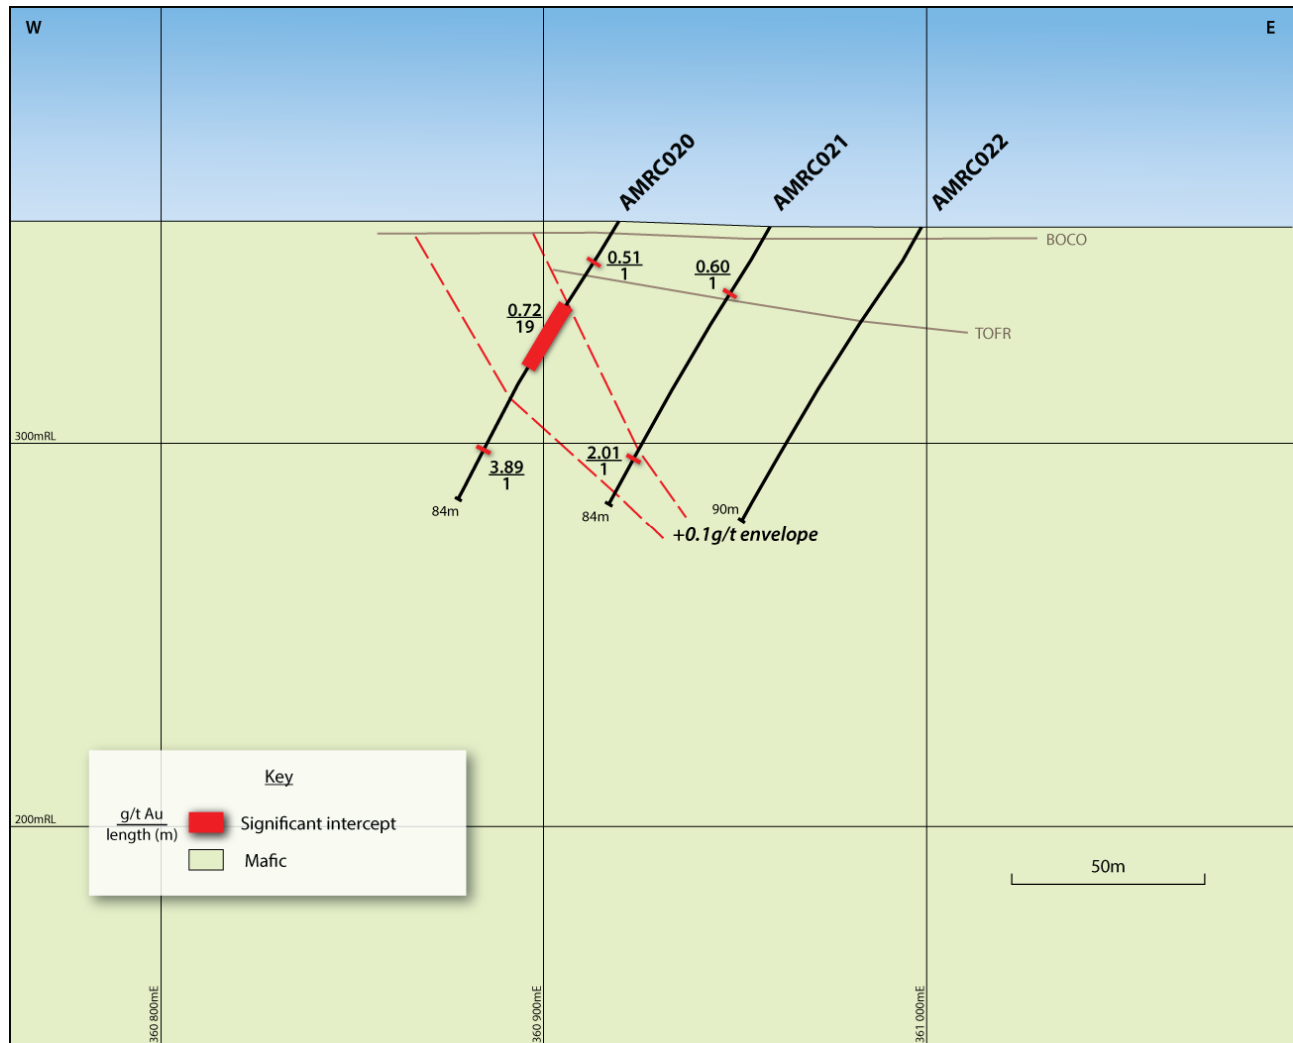 W
E
AMRC020
AMRC021
AMRC022
BOCO
0.51
1
0.60
1
0.72
19
TOFR
300mRL
3.89
1
2.01
1
84m
84m
90m
+0.1g/t envelope
Key
g/t Au
length (m)
Significant intercept
Mafic
200mRL
50m
360 800mE
360 900mE
361 000mE